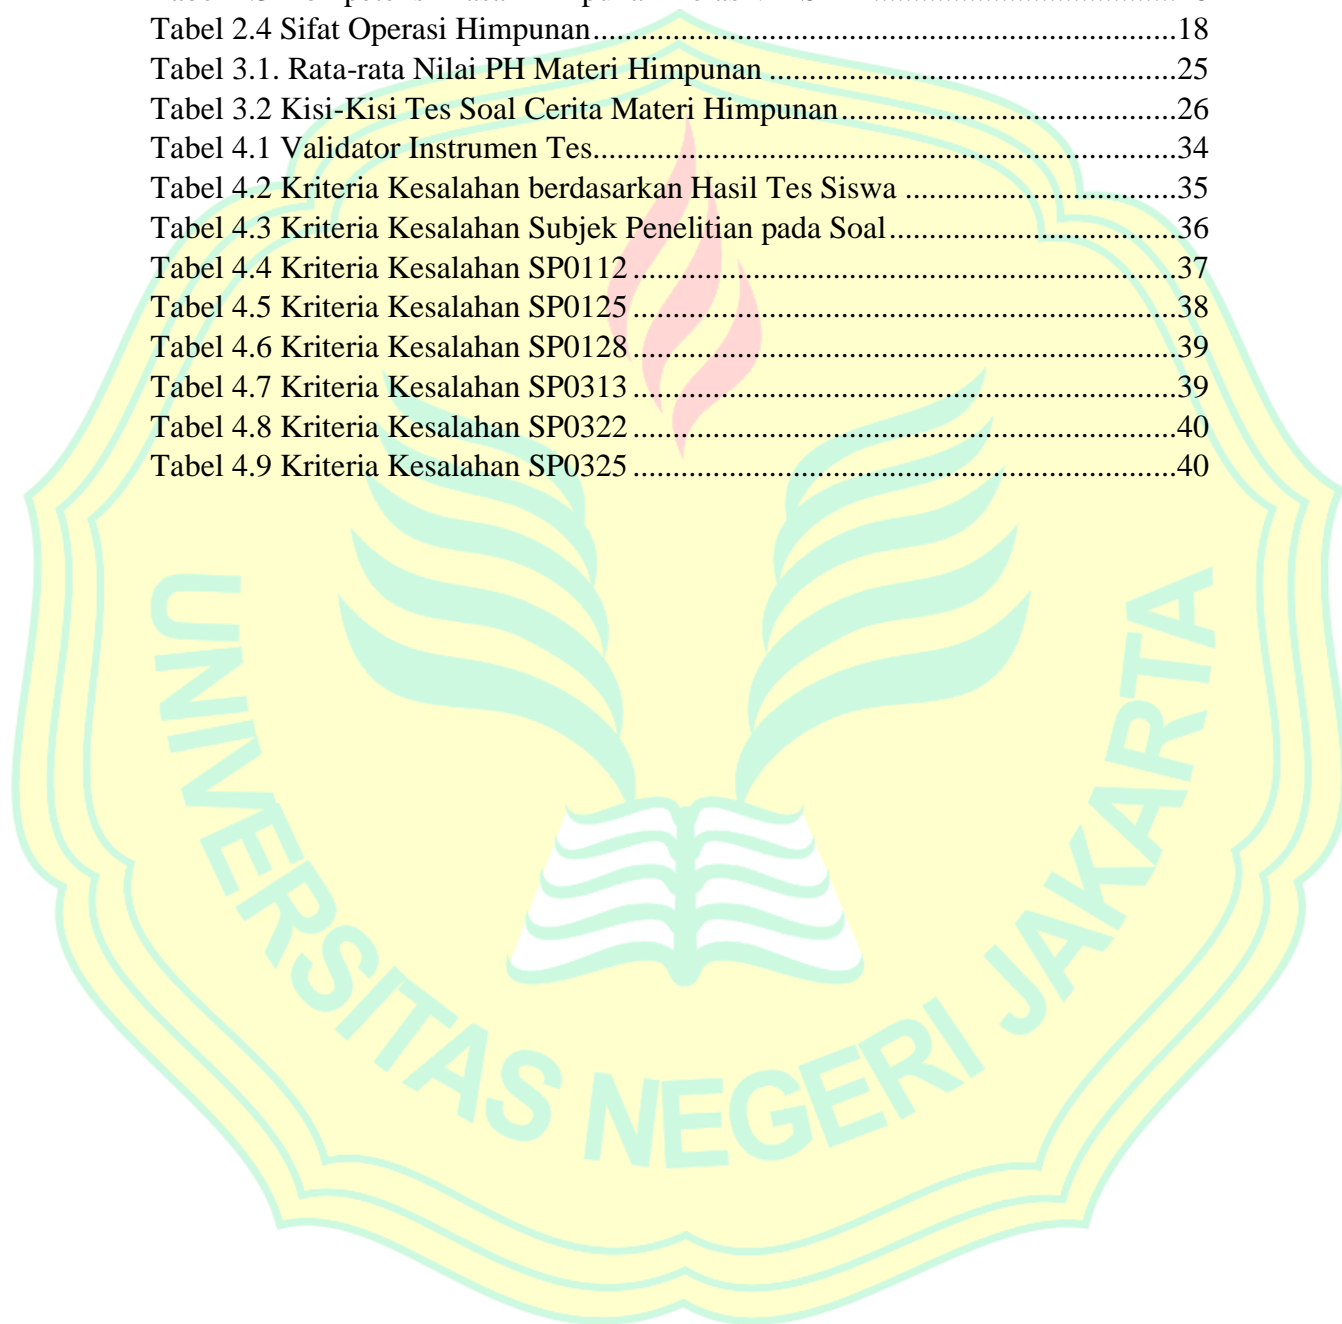 Tabel 2.4 Sifat Operasi Himpunan...........................................................................18
Tabel 3.1. Rata-rata Nilai PH Materi Himpunan....................................................25
Tabel 3.2 Kisi-Kisi Tes Soal Cerita Materi Himpunan...........................................26
Tabel 4.1 Validator Instrumen Tes..........................................................................34
Tabel 4.2 Kriteria Kesalahan berdasarkan Hasil Tes Siswa ..................................35
Tabel 4.3 Kriteria Kesalahan Subjek Penelitian pada Soal.....................................36
Tabel 4.4 Kriteria Kesalahan SP0112.....................................................................37
Tabel 4.5 Kriteria Kesalahan SP0125.....................................................................38
Tabel 4.6 Kriteria Kesalahan SP0128.....................................................................39
Tabel 4.7 Kriteria Kesalahan SP0313.....................................................................39
Tabel 4.8 Kriteria Kesalahan SP0322.....................................................................40
Tabel 4.9 Kriteria Kesalahan SP0325.....................................................................40
UNIVERSITAS NEGERI JAKARTA